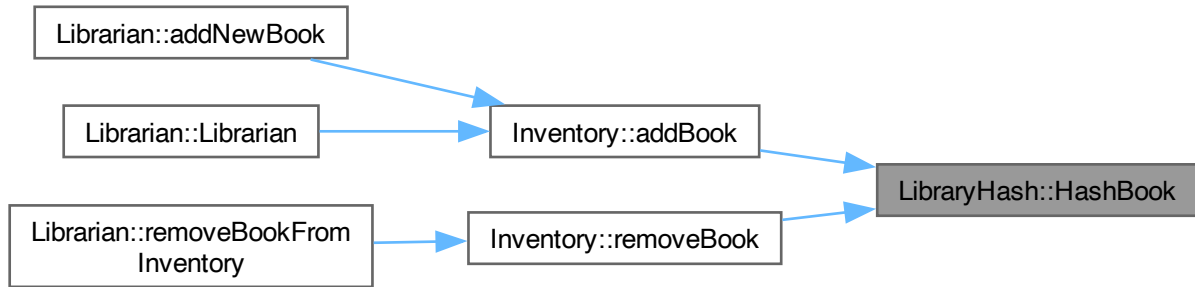 Librarian::addNewBook
Librarian::Librarian
Inventory::addBook
LibraryHash::HashBook
Librarian::removeBookFrom
Inventory
Inventory::removeBook